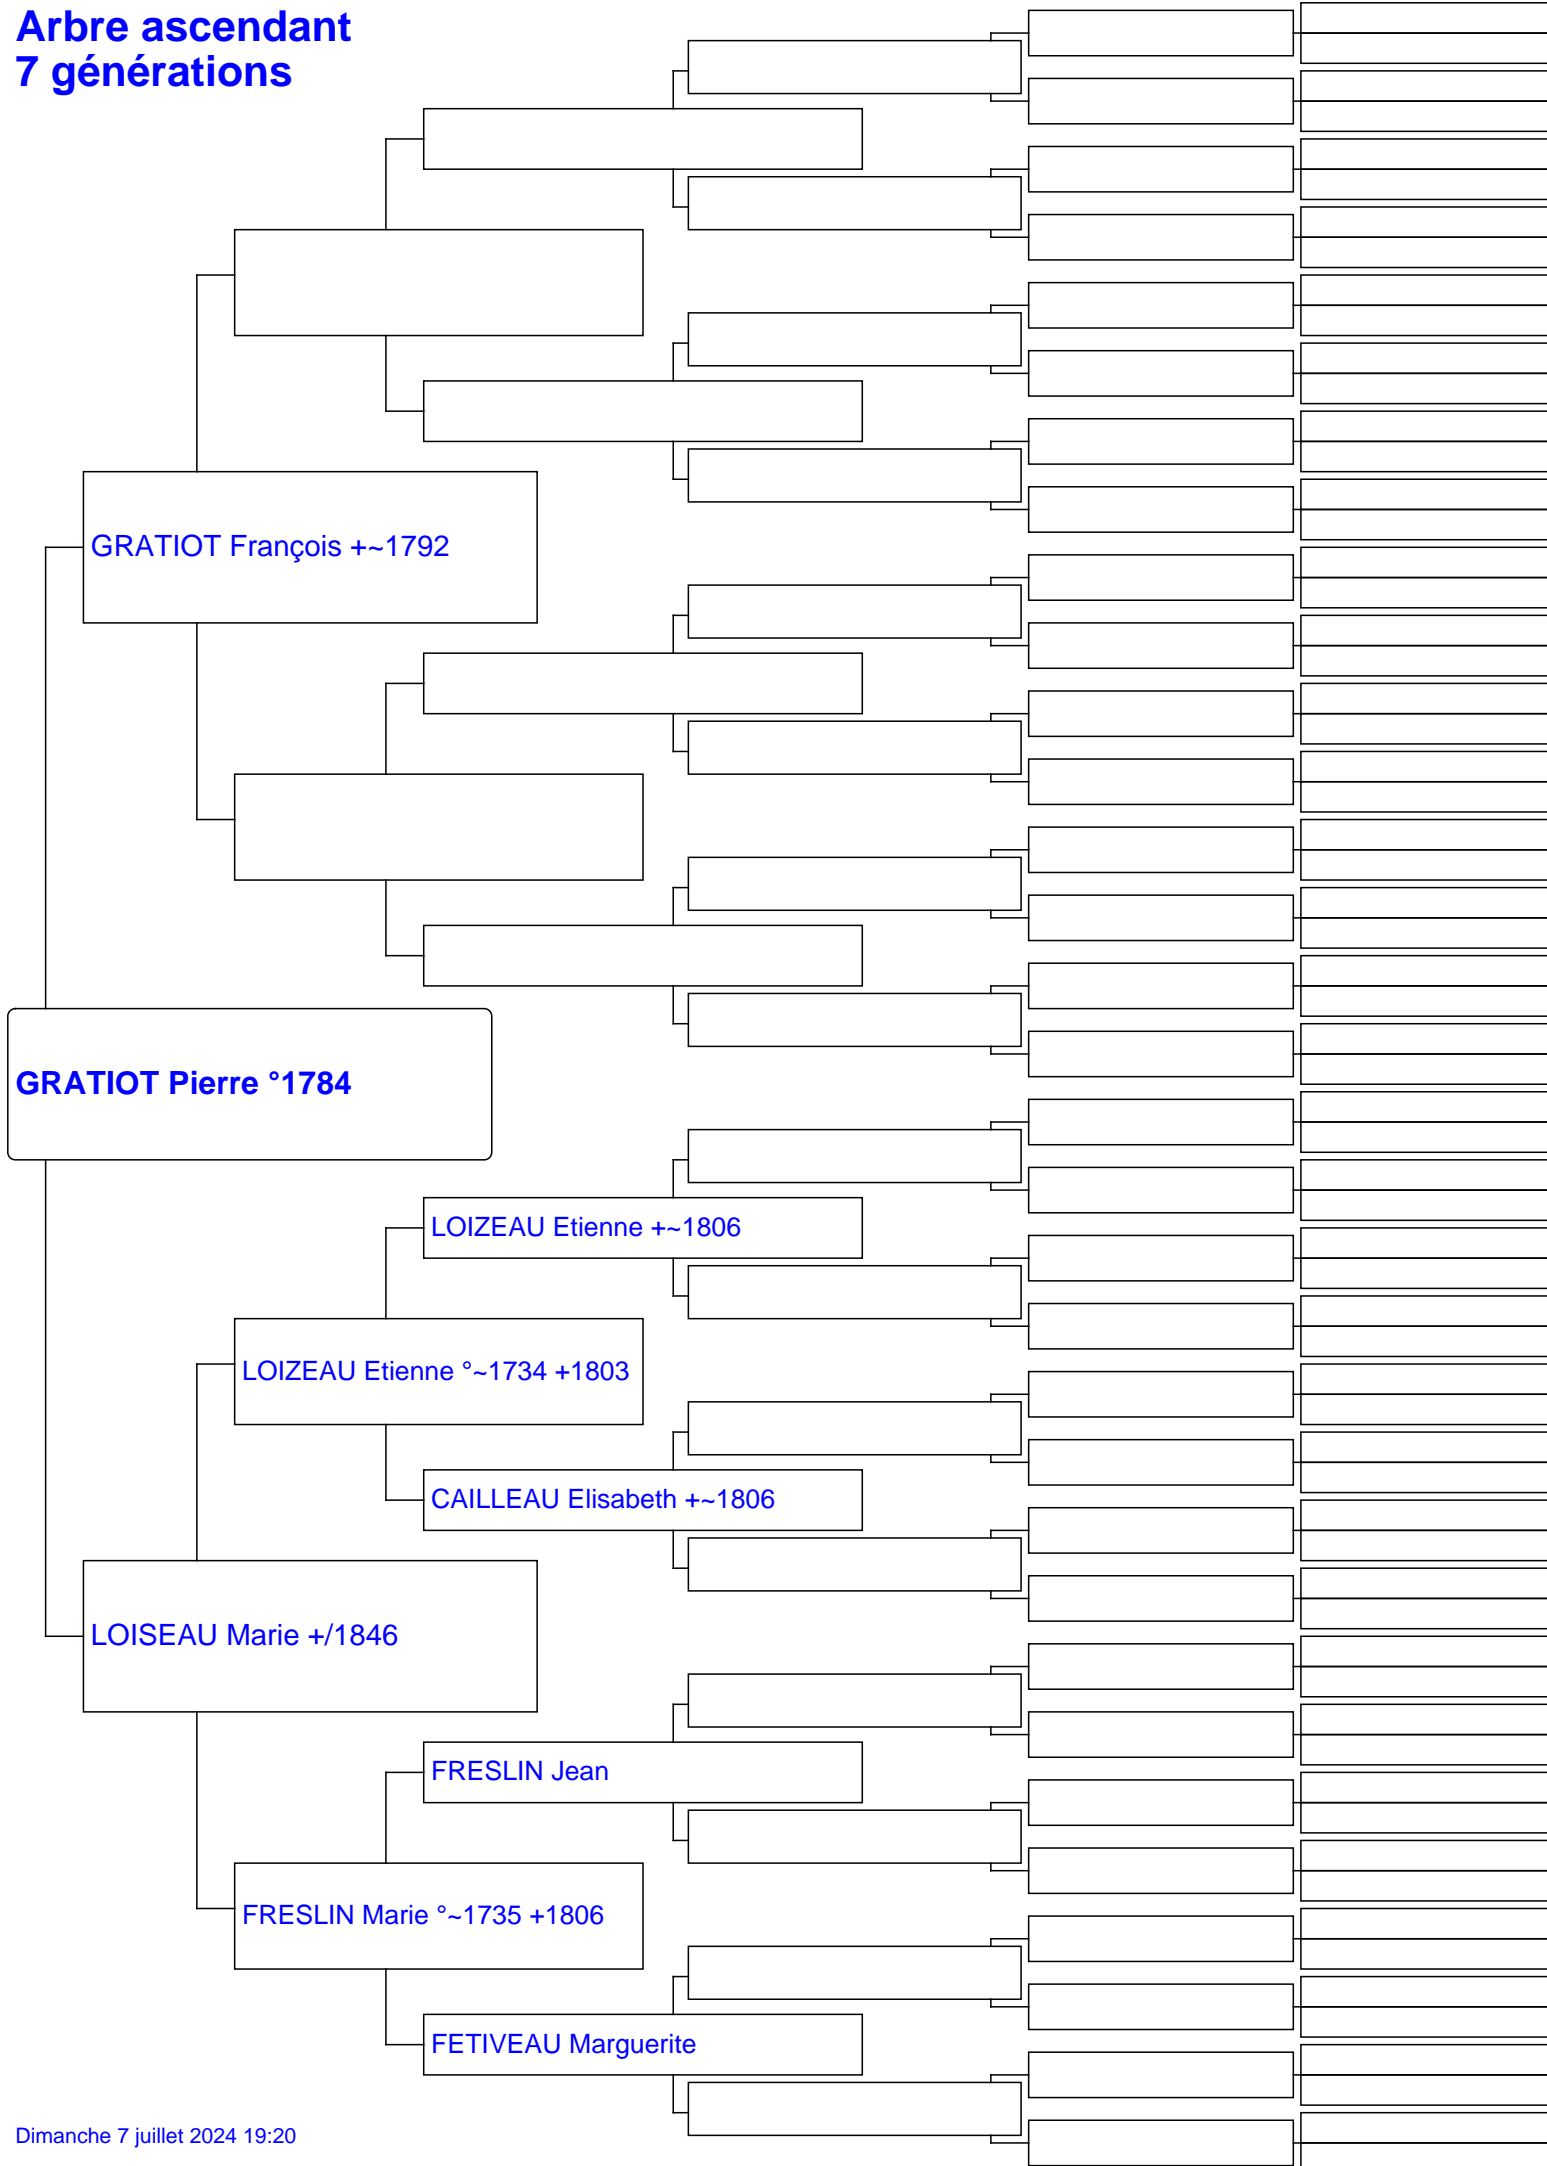 Arbre ascendant
7 générations
GRATIOT François +~1792
GRATIOT Pierre °1784
LOIZEAU Etienne +~1806
LOIZEAU Etienne °~1734 +1803
CAILLEAU Elisabeth +~1806
LOISEAU Marie +/1846
FRESLIN Jean
FRESLIN Marie °~1735 +1806
FETIVEAU Marguerite
Dimanche 7 juillet 2024 19:20